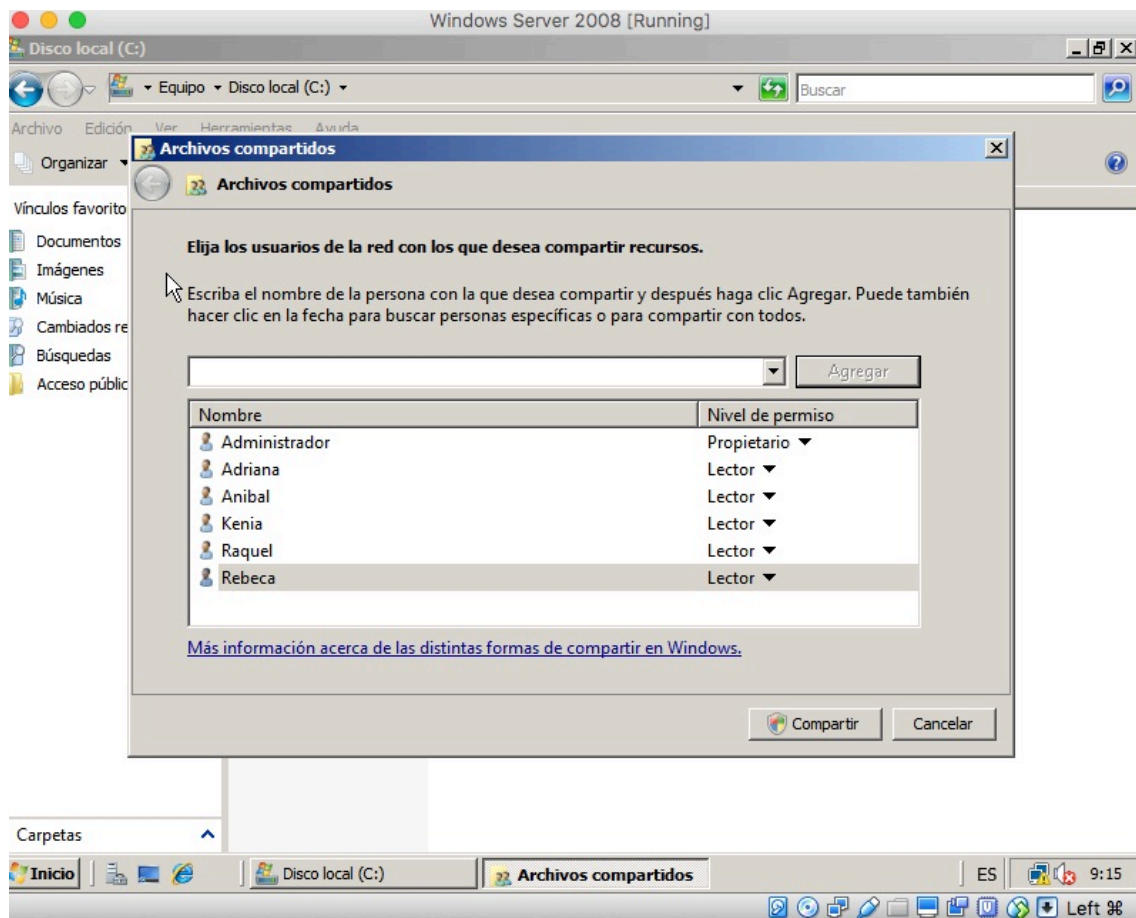 Windows Server 2008 [Running]
Disco local (C:)
Equipo Disco local (C:)
Buscar
Archivo Edición Ver Herramientas Ayuda
Organizar
Archivos compartidos
Archivos compartidos
Vínculos favorito
Documentos
Imágenes
Música
Cambiados re
Búsquedas
Acceso públic
Elija los usuarios de la red con los que desea compartir recursos.
Escriba el nombre de la persona con la que desea compartir y después haga clic Agregar. Puede también
hacer clic en la fecha para buscar personas específicas o para compartir con todos.
Agregar
Nombre Nivel de permiso
Administrador Propietario
Adriana Lector
Anibal Lector
Kenia Lector
Raquel Lector
Rebeca Lector
Más información acerca de las distintas formas de compartir en Windows.
Compartir Cancelar
Carpetas
Inicio Disco local (C:) Archivos compartidos ES 9:15
Left ⌘